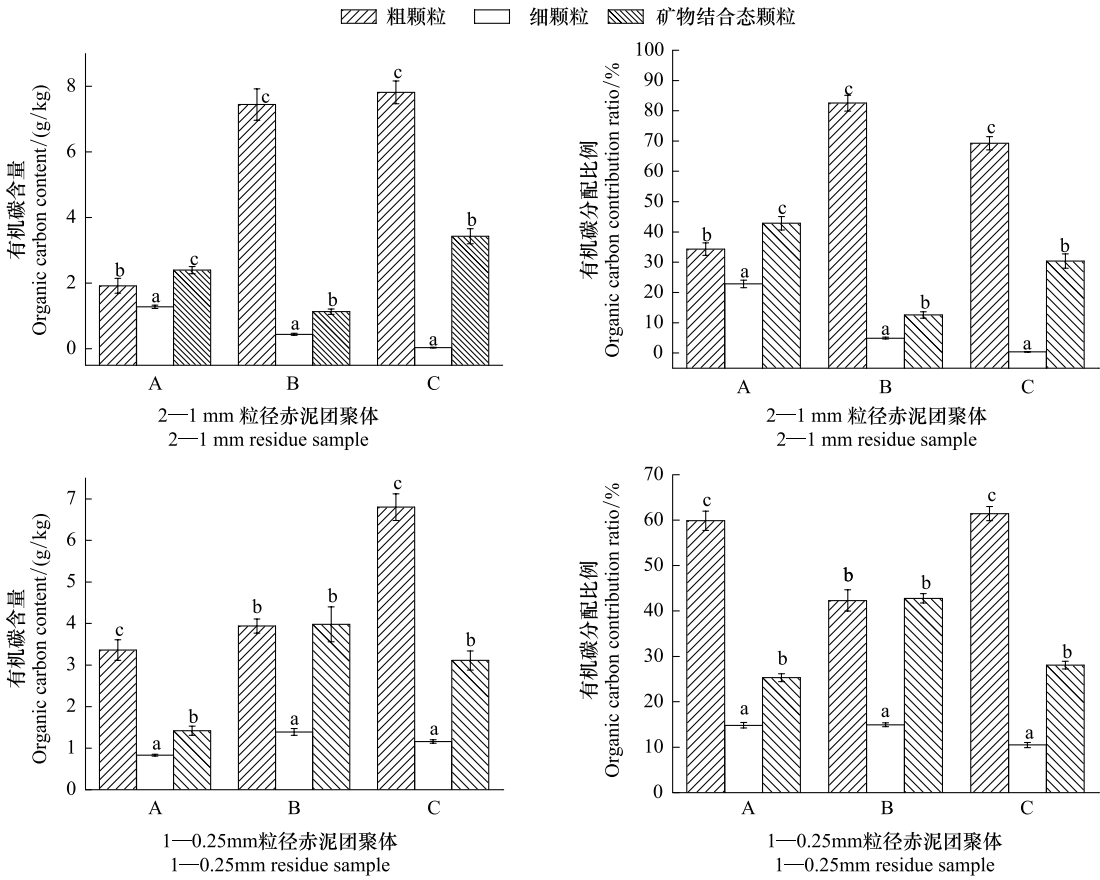 粗颗粒 细颗粒 矿物结合态颗粒
有机碳含量
Organic carbon content/(g/kg)
8
6
4
2
0
b a c
c a b
c a b
A B C
2—1 mm 粒径赤泥团聚体
2—1 mm residue sample
有机碳分配比例
Organic carbon contribution ratio/%
100
90
80
70
60
50
40
30
20
10
0
b a c
c a b
c a b
A B C
2—1 mm 粒径赤泥团聚体
2—1 mm residue sample
有机碳含量
Organic carbon content/(g/kg)
7
6
5
4
3
2
1
0
c a b
b a b
c a b
A B C
1—0.25mm粒径赤泥团聚体
1—0.25mm residue sample
有机碳分配比例
Organic carbon contribution ratio/%
70
60
50
40
30
20
10
0
c a b
b a b
c a b
A B C
1—0.25mm粒径赤泥团聚体
1—0.25mm residue sample